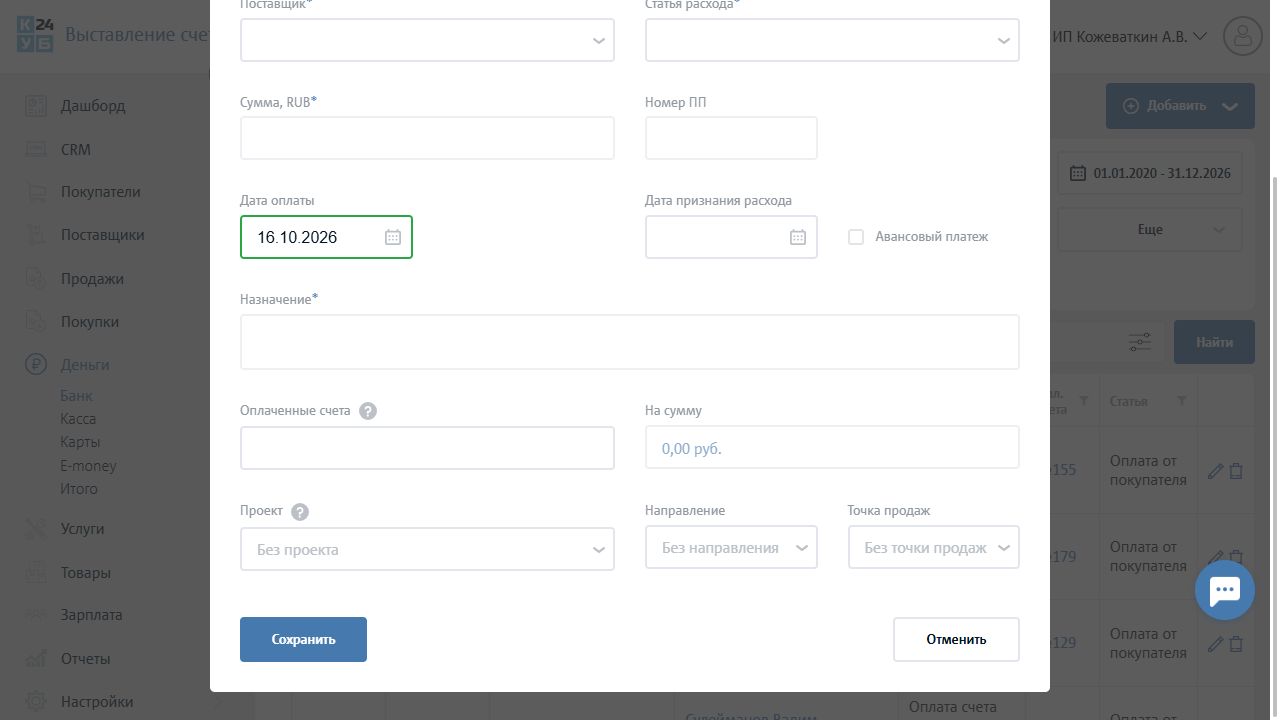 К24
УБ
Выставление сче
ИП Кожеваткин А.В.
Дашборд
CRM
Покупатели
Поставщики
Продажи
Покупки
Деньги
Банк
Касса
Карты
E-money
Итого
Услуги
Товары
Зарплата
Отчеты
Настройки
Поставщик*
Статья расхода*
Сумма, RUB*
Номер ПП
Дата оплаты
Дата признания расхода
16.10.2026
Авансовый платеж
Назначение*
Оплаченные счета ?
На сумму
0,00 руб.
Проект ?
Направление
Точка продаж
Без проекта
Без направления
Без точки продаж
Сохранить
Отменить
Добавить
01.01.2020 - 31.12.2026
Еще
Найти
Статья
155
Оплата от
покупателя
179
Оплата от
покупателя
129
Оплата от
покупателя
Оплата счета